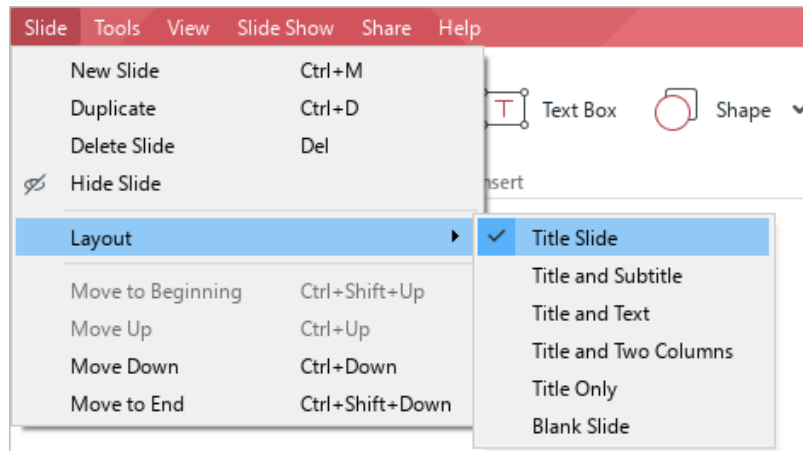 Slide Tools View Slide Show Share Help
New Slide Ctrl+M
Duplicate Ctrl+D
Delete Slide Del
Hide Slide
Text Box Shape
Layout
Title Slide
Title and Subtitle
Title and Text
Title and Two Columns
Title Only
Blank Slide
Move to Beginning Ctrl+Shift+Up
Move Up Ctrl+Up
Move Down Ctrl+Down
Move to End Ctrl+Shift+Down